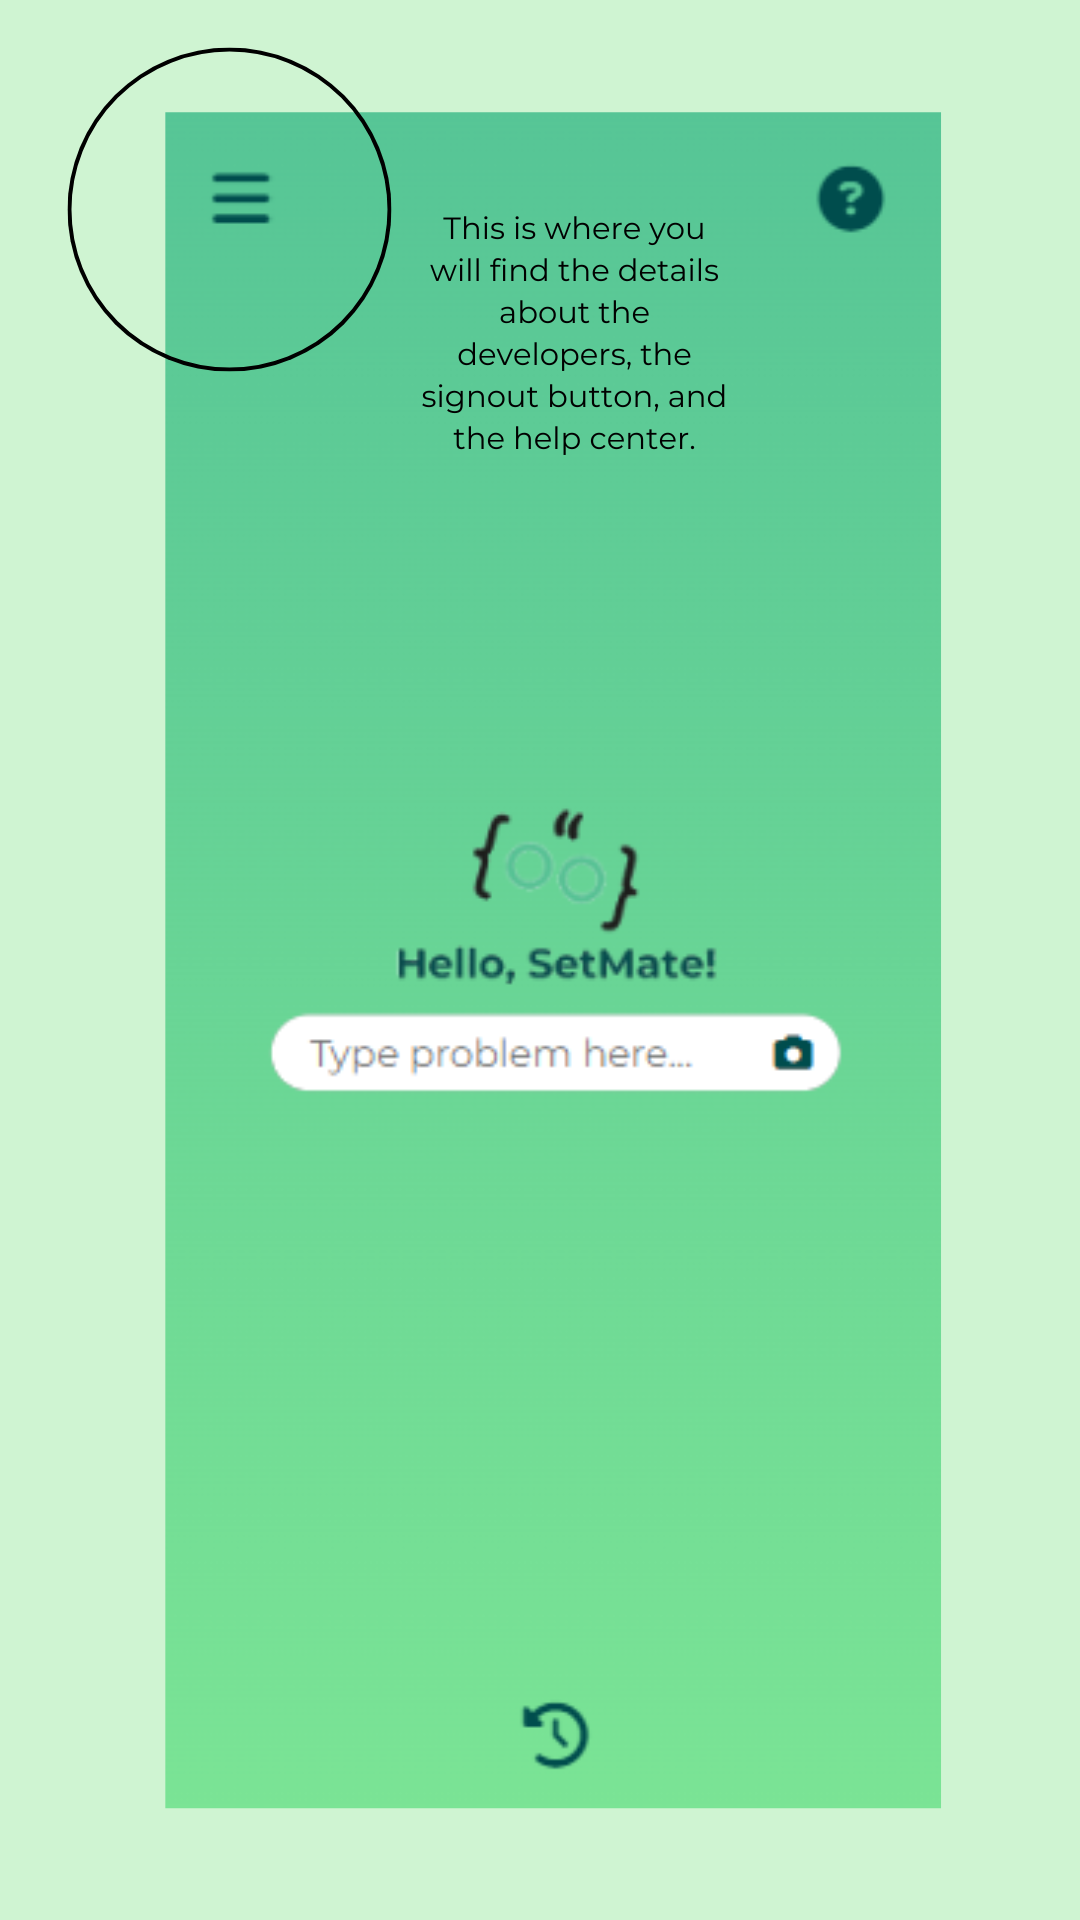 ?
This is where you
will find the details
about the
developers, the
signout button, and
the help center.
{○“○}
Hello, SetMate!
Type problem here...